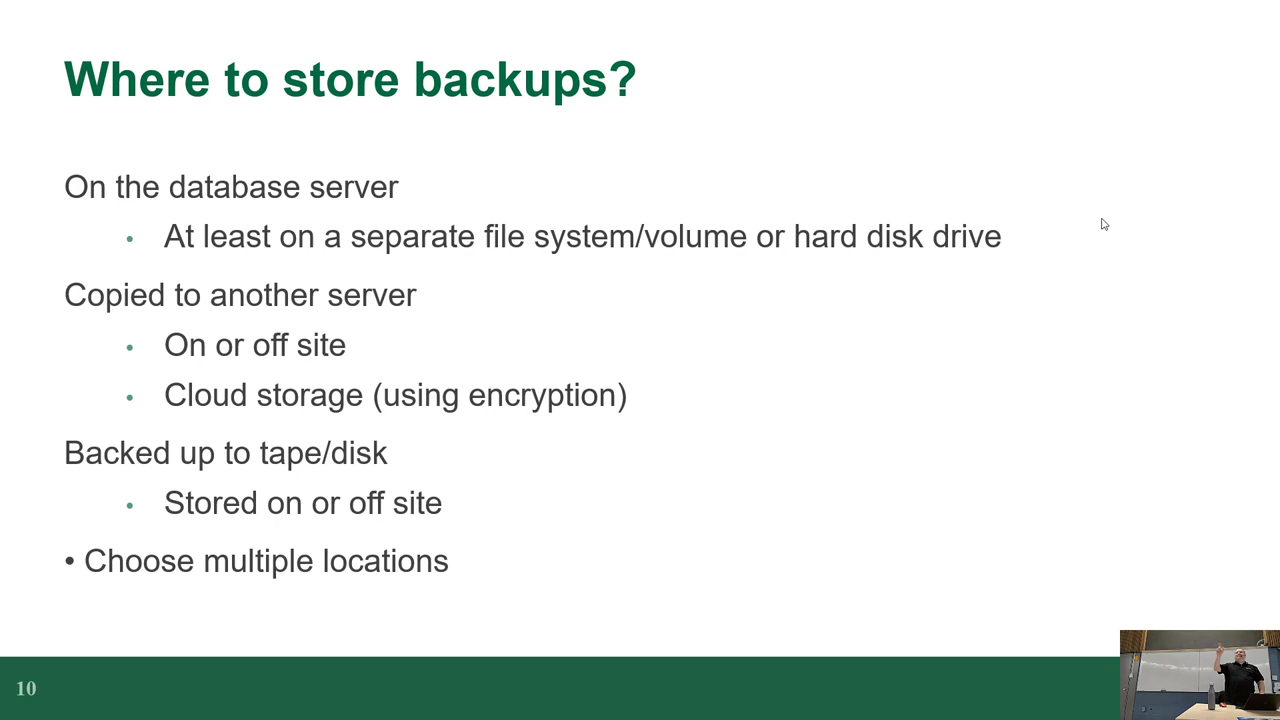 Where to store backups?
On the database server
• At least on a separate file system/volume or hard disk drive
Copied to another server
• On or off site
• Cloud storage (using encryption)
Backed up to tape/disk
• Stored on or off site
• Choose multiple locations
10